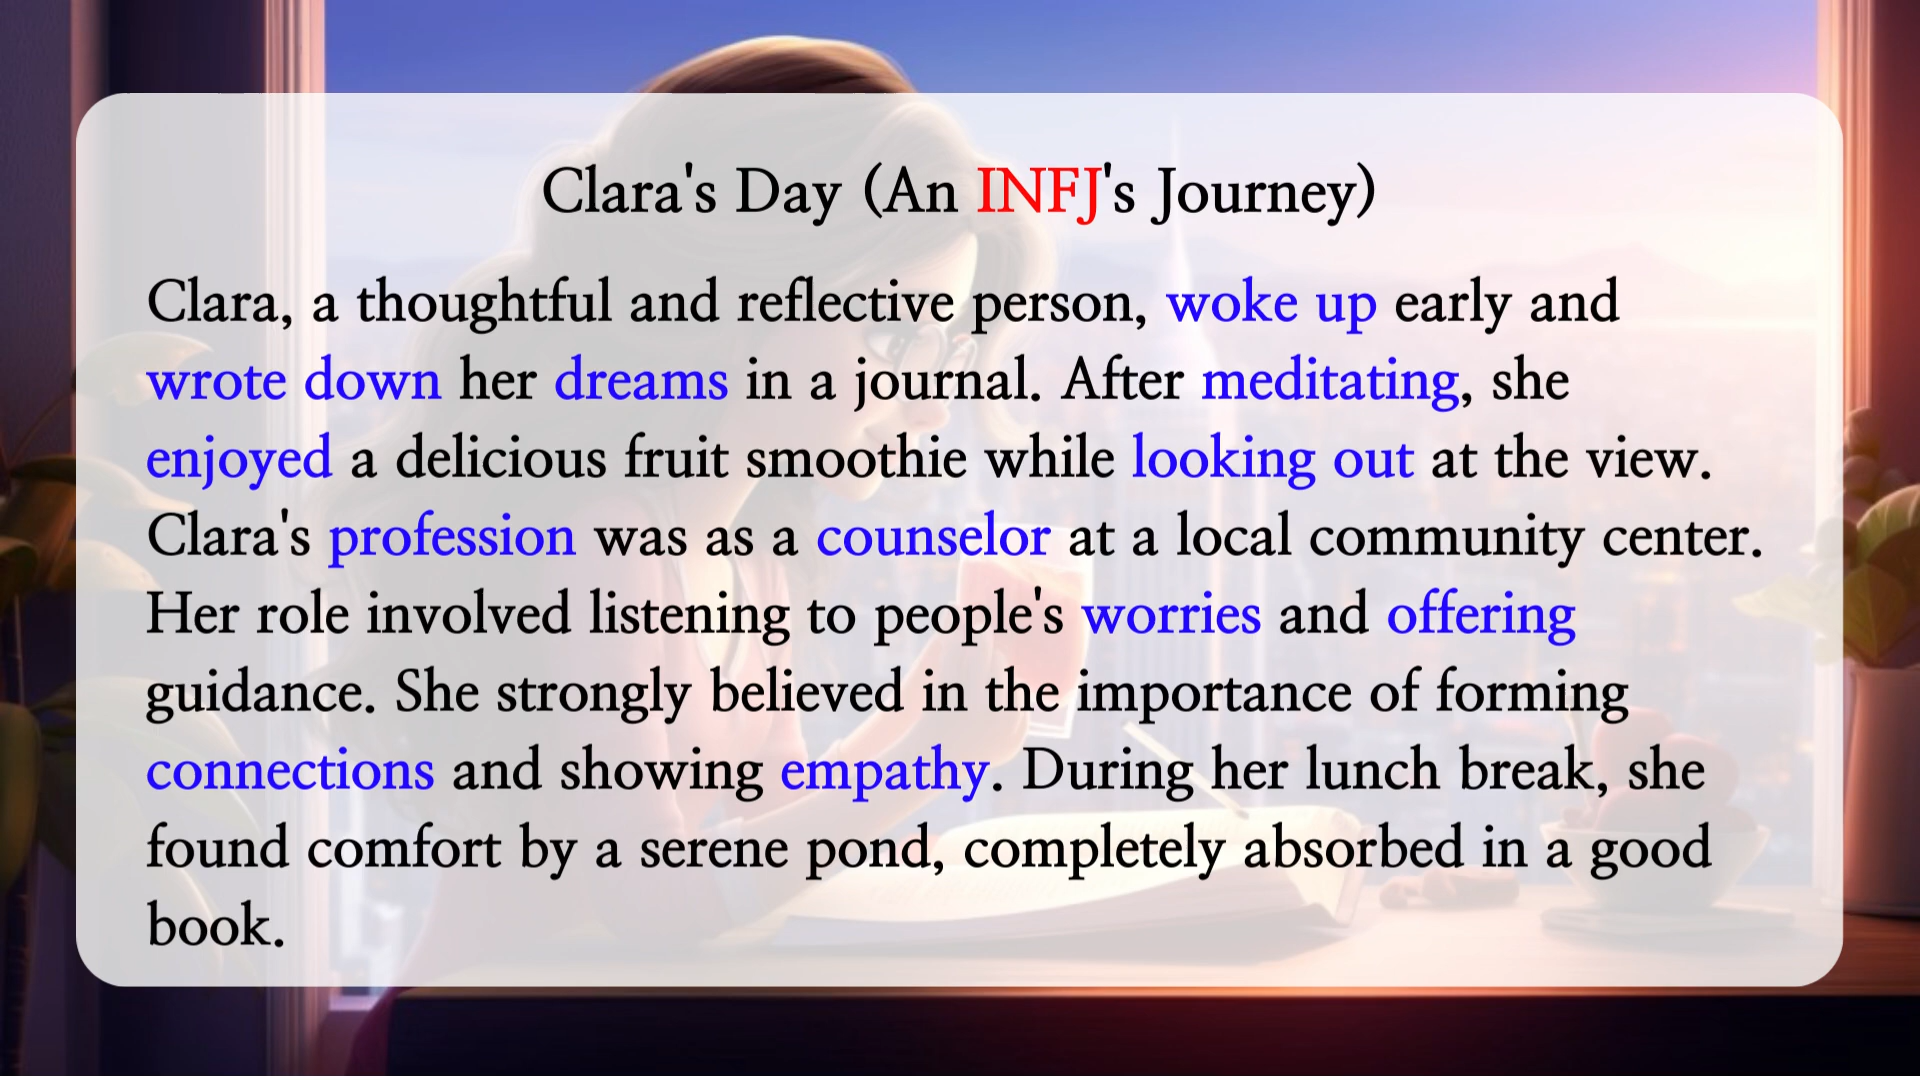 Clara's Day (An INFJ's Journey)
Clara, a thoughtful and reflective person, woke up early and
wrote down her dreams in a journal. After meditating, she
enjoyed a delicious fruit smoothie while looking out at the view.
Clara's profession was as a counselor at a local community center.
Her role involved listening to people's worries and offering
guidance. She strongly believed in the importance of forming
connections and showing empathy. During her lunch break, she
found comfort by a serene pond, completely absorbed in a good
book.